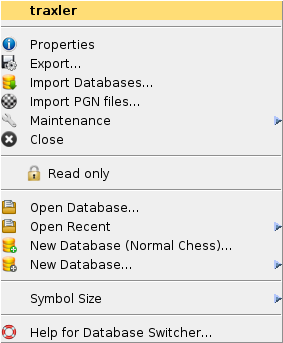 traxler
Properties
Export...
Import Databases...
Import PGN files...
Maintenance
Close
Read only
Open Database...
Open Recent
New Database (Normal Chess)...
New Database...
Symbol Size
Help for Database Switcher...